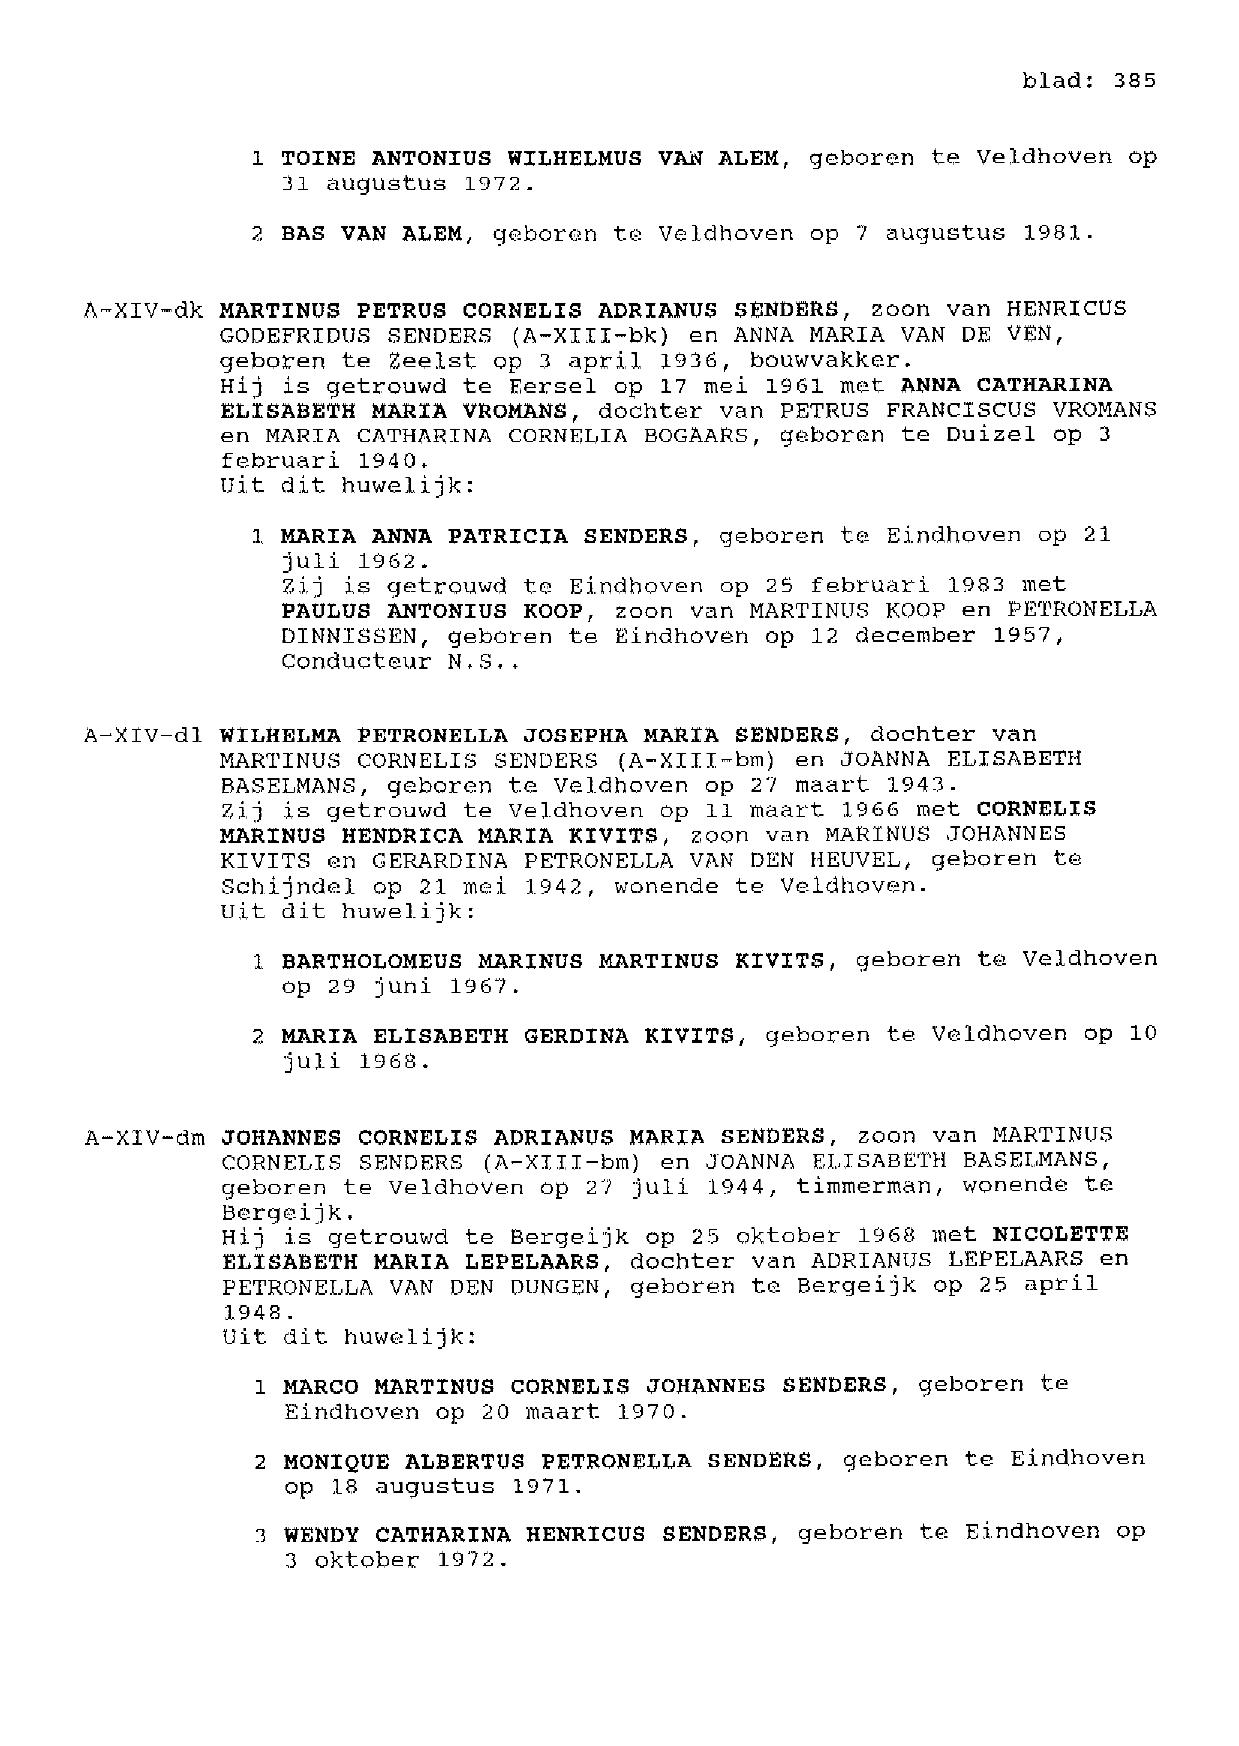 blad: 385
1 TOINE ANTONIUS WILHELMUS VAN ALEM, geboren te Veldhoven op
31 augustus 1972.
2 BAS VAN ALEM, geboren te Veldhoven op 7 augustus 1981.
A-XIV-dk MARTINUS PETRUS CORNELIS ADRIANUS SENDERS, zoon van HENRICUS
GODEFRIDUS SENDERS (A-XIII-bk) en ANNA MARIA VAN DE VEN,
geboren te Zeelst op 3 april 1936, bouwvakker.
Hij is getrouwd te Eersel op 17 mei 1961 met ANNA CATHARINA
ELISABETH MARIA VROMANS, dochter van PETRUS FRANCISCUS VROMANS
en MARIA CATHARINA CORNELIA BOGAARS, geboren te Duizel op 3
februari 1940.
Uit dit huwelijk:
1 MARIA ANNA PATRICIA SENDERS, geboren te Eindhoven op 21
juli 1962.
Zij is getrouwd te Eindhoven op 25 februari 1983 met
PAULUS ANTONIUS KOOP, zoon van MARTINUS KOOP en PETRONELLA
DINNISSEN, geboren te Eindhoven op 12 december 1957,
Conducteur N.S..
A-XIV-dl WILHELMA PETRONELLA JOSEPHA MARIA SENDERS, dochter van
MARTINUS CORNELIS SENDERS (A-XIII-bm) en JOANNA ELISABETH
BASELMANS, geboren te Veldhoven op 27 maart 1943.
Zij is getrouwd te Veldhoven op 11 maart 1966 met CORNELIS
MARINUS HENDRICA MARIA KIVITS, zoon van MARINUS JOHANNES
KIVITS en GERARDINA PETRONELLA VAN DEN HEUVEL, geboren te
Schijndel op 21 mei 1942, wonende te Veldhoven.
Uit dit huwelijk:
1 BARTHOLOMEUS MARINUS MARTINUS KIVITS, geboren te Veldhoven
op 29 juni 1967.
2 MARIA ELISABETH GERDINA KIVITS, geboren te Veldhoven op 10
juli 1968.
A-XIV-dm JOHANNES CORNELIS ADRIANUS MARIA SENDERS, zoon van MARTINUS
CORNELIS SENDERS (A-XIII-bm) en JOANNA ELISABETH BASELMANS,
geboren te Veldhoven op 27 juli 1944, timmerman, wonende te
Bergeijk.
Hij is getrouwd te Bergeijk op 25 oktober 1968 met NICOLETTE
ELISABETH MARIA LEPELAARS, dochter van ADRIANUS LEPELAARS en
PETRONELLA VAN DEN DUNGEN, geboren te Bergeijk op 25 april
1948.
Uit dit huwelijk:
1 MARCO MARTINUS CORNELIS JOHANNES SENDERS, geboren te
Eindhoven op 20 maart 1970.
2 MONIQUE ALBERTUS PETRONELLA SENDERS, geboren te Eindhoven
op 18 augustus 1971.
3 WENDY CATHARINA HENRICUS SENDERS, geboren te Eindhoven op
3 oktober 1972.